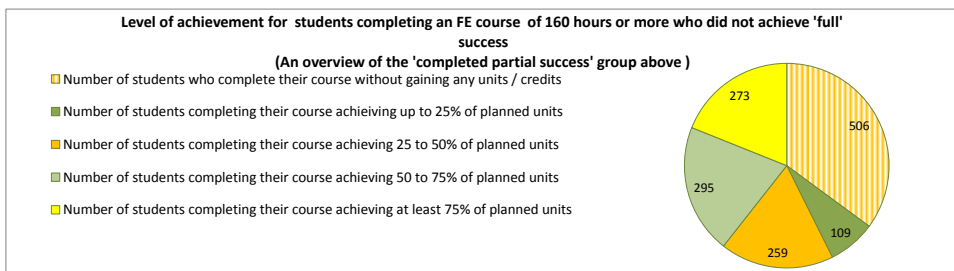 Level of achievement for students completing an FE course of 160 hours or more who did not achieve 'full'
success
(An overview of the 'completed partial success' group above )
Number of students who complete their course without gaining any units / credits
Number of students completing their course achieiving up to 25% of planned units
Number of students completing their course achieving 25 to 50% of planned units
Number of students completing their course achieving 50 to 75% of planned units
Number of students completing their course achieving at least 75% of planned units
273
506
295
109
259